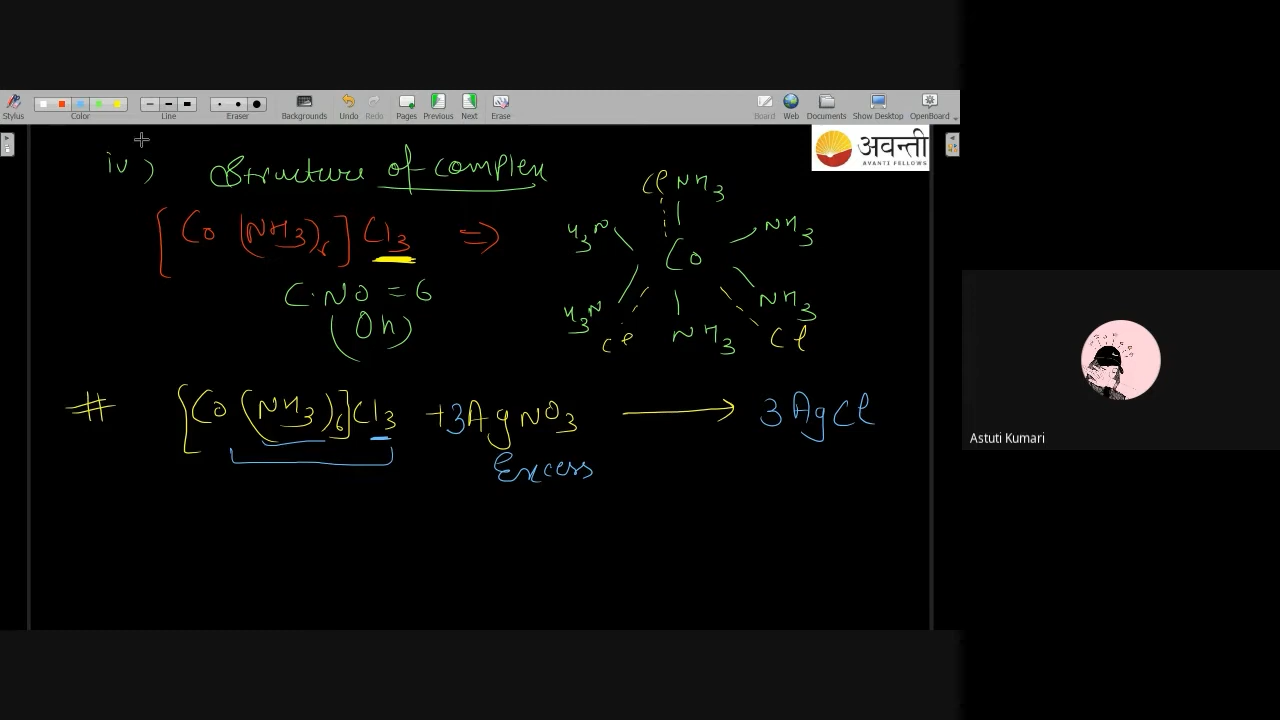 Stylus Color Line Eraser Backgrounds Undo Redo Pages Previous Next Erase Board Web Documents Show Desktop OpenBoard
अवन्ती
AVANTI FELLOWS
iv) Structure of complex
[Co (NH3)6] Cl3 ⇒
C.NO = 6
(Oh)
Cl NH3
H3N NH3
Co
H3N NH3
Cl NH3 Cl
# [Co (NH3)6]Cl3 + 3AgNO3 ⟶ 3AgCl
Excess
Astuti Kumari